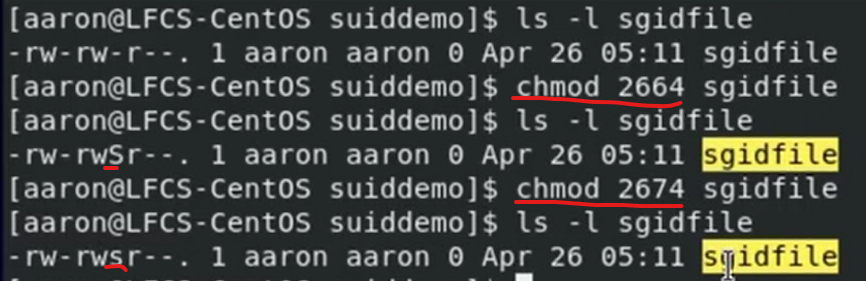 [aaron@LFCS-CentOS suiddemo]$ ls -l sgidfile
-rw-rw-r--. 1 aaron aaron 0 Apr 26 05:11 sgidfile
[aaron@LFCS-CentOS suiddemo]$ chmod 2664 sgidfile
[aaron@LFCS-CentOS suiddemo]$ ls -l sgidfile
-rw-rwSr--. 1 aaron aaron 0 Apr 26 05:11 sgidfile
[aaron@LFCS-CentOS suiddemo]$ chmod 2674 sgidfile
[aaron@LFCS-CentOS suiddemo]$ ls -l sgidfile
-rw-rwsr--. 1 aaron aaron 0 Apr 26 05:11 sgidfile